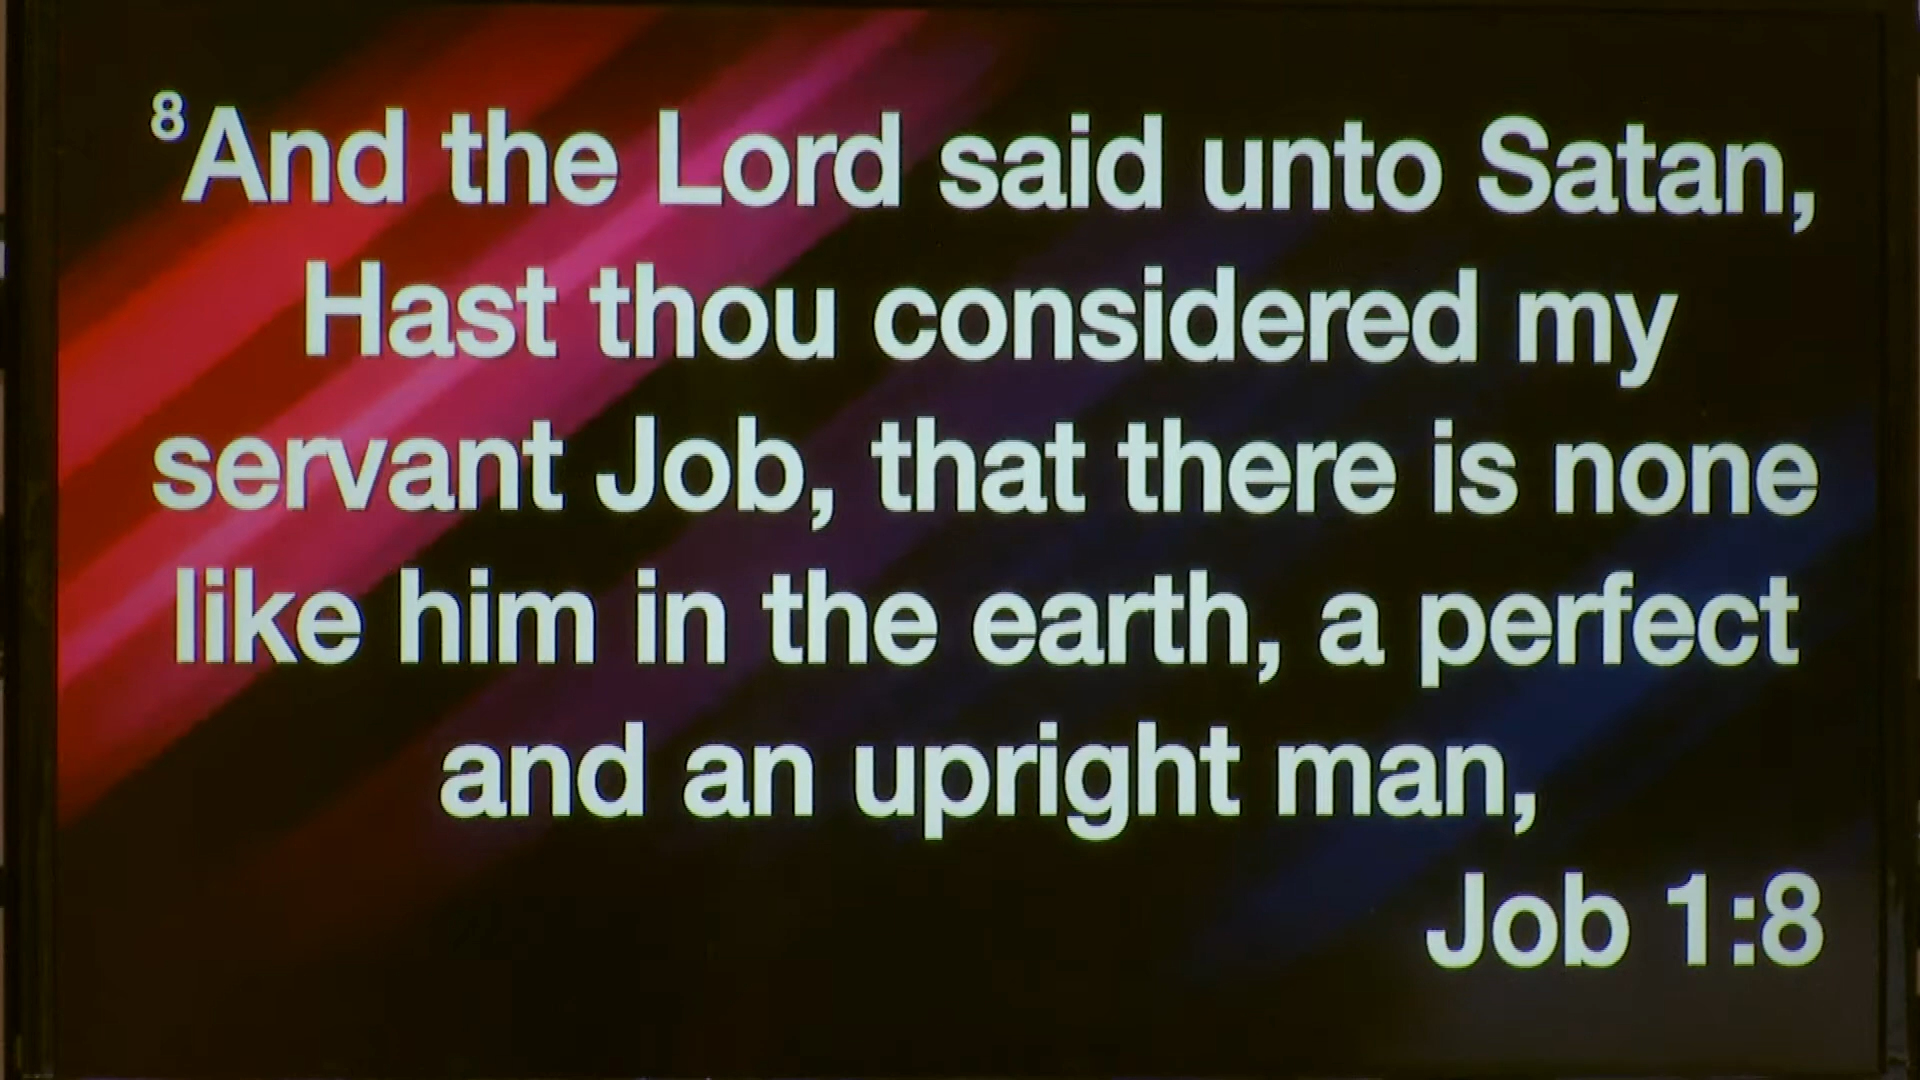 8And the Lord said unto Satan,
Hast thou considered my
servant Job, that there is none
like him in the earth, a perfect
and an upright man,
Job 1:8